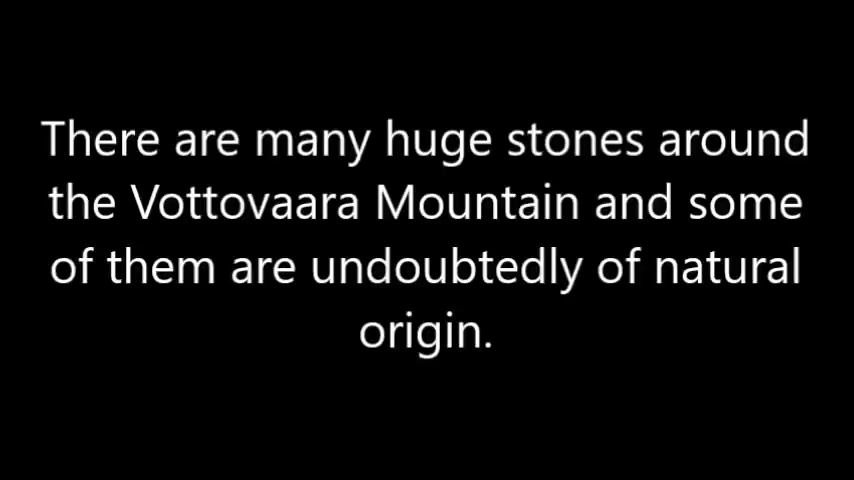 There are many huge stones around
the Vottovaara Mountain and some
of them are undoubtedly of natural
origin.